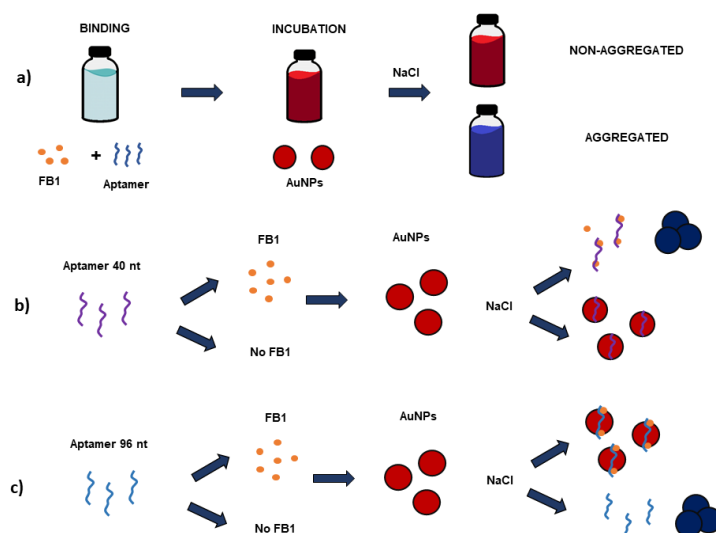 BINDING
INCUBATION
NaCl
NON-AGGREGATED
a)
AGGREGATED
+
FB1
Aptamer
AuNPs
FB1
AuNPs
Aptamer 40 nt
b)
NaCl
No FB1
FB1
AuNPs
Aptamer 96 nt
c)
NaCl
No FB1